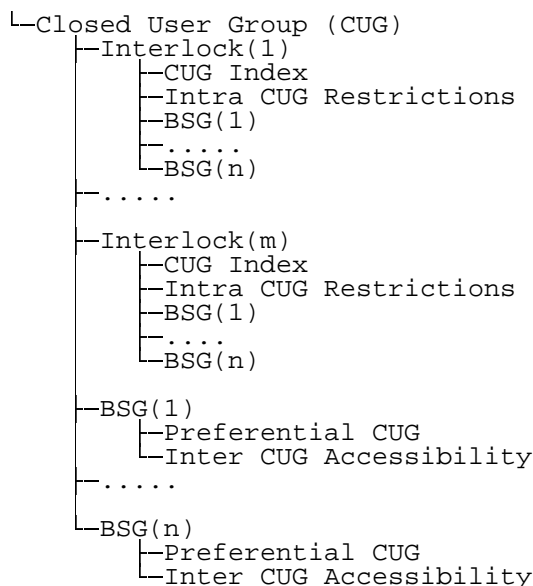 Closed User Group (CUG)
Interlock(1)
CUG Index
Intra CUG Restrictions
BSG(1)
.....
BSG(n)
.....
Interlock(m)
CUG Index
Intra CUG Restrictions
BSG(1)
....
BSG(n)
BSG(1)
Preferential CUG
Inter CUG Accessibility
.....
BSG(n)
Preferential CUG
Inter CUG Accessibility